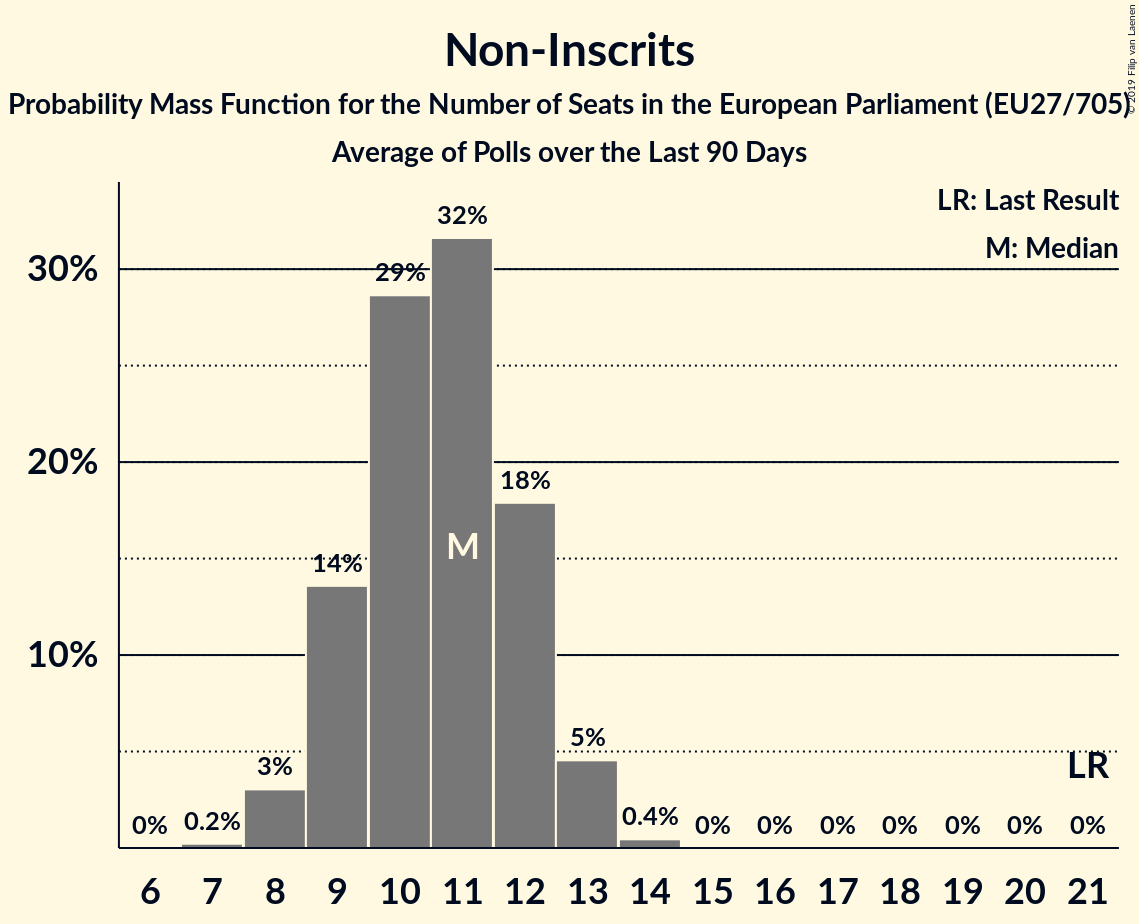 Non-Inscrits
Probability Mass Function for the Number of Seats in the European Parliament (EU27/705)
Average of Polls over the Last 90 Days
© 2019 Filip van Laenen
LR: Last Result
M: Median
30%
20%
10%
0%
0.2%
3%
14%
29%
32%
18%
5%
0.4%
0%
0%
0%
0%
0%
0%
0%
M
LR
6 7 8 9 10 11 12 13 14 15 16 17 18 19 20 21